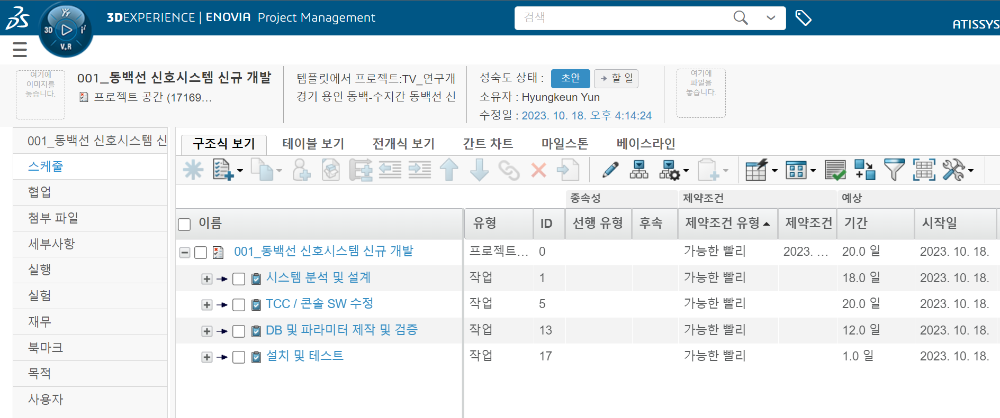 3DEXPERIENCE | ENOVIA Project Management
검색
ATISSYS
3D
V.R
여기에
이미지를
놓습니다.
001_동백선 신호시스템 신규 개발
프로젝트 공간 (17169...
템플릿에서 프로젝트:TV_연구개
경기 용인 동백-수지간 동백선 신
성숙도 상태 : 초안 할 일
소유자 : Hyungkeun Yun
수정일 : 2023. 10. 18. 오후 4:14:24
여기에
파일을
놓습니다.
001_동백선 신호시스템 신
스케줄
협업
첨부 파일
세부사항
실행
실험
재무
북마크
목적
사용자
구조식 보기 테이블 보기 전개식 보기 간트 차트 마일스톤 베이스라인
종속성 제약조건 예상
이름 유형 ID 선행 유형 후속 제약조건 유형 제약조건 기간 시작일
001_동백선 신호시스템 신규 개발 프로젝트... 0 가능한 빨리 2023. ... 20.0 일 2023. 10. 18.
시스템 분석 및 설계 작업 1 가능한 빨리 18.0 일 2023. 10. 18.
TCC / 콘솔 SW 수정 작업 5 가능한 빨리 20.0 일 2023. 10. 18.
DB 및 파라미터 제작 및 검증 작업 13 가능한 빨리 12.0 일 2023. 10. 18.
설치 및 테스트 작업 17 가능한 빨리 1.0 일 2023. 10. 18.